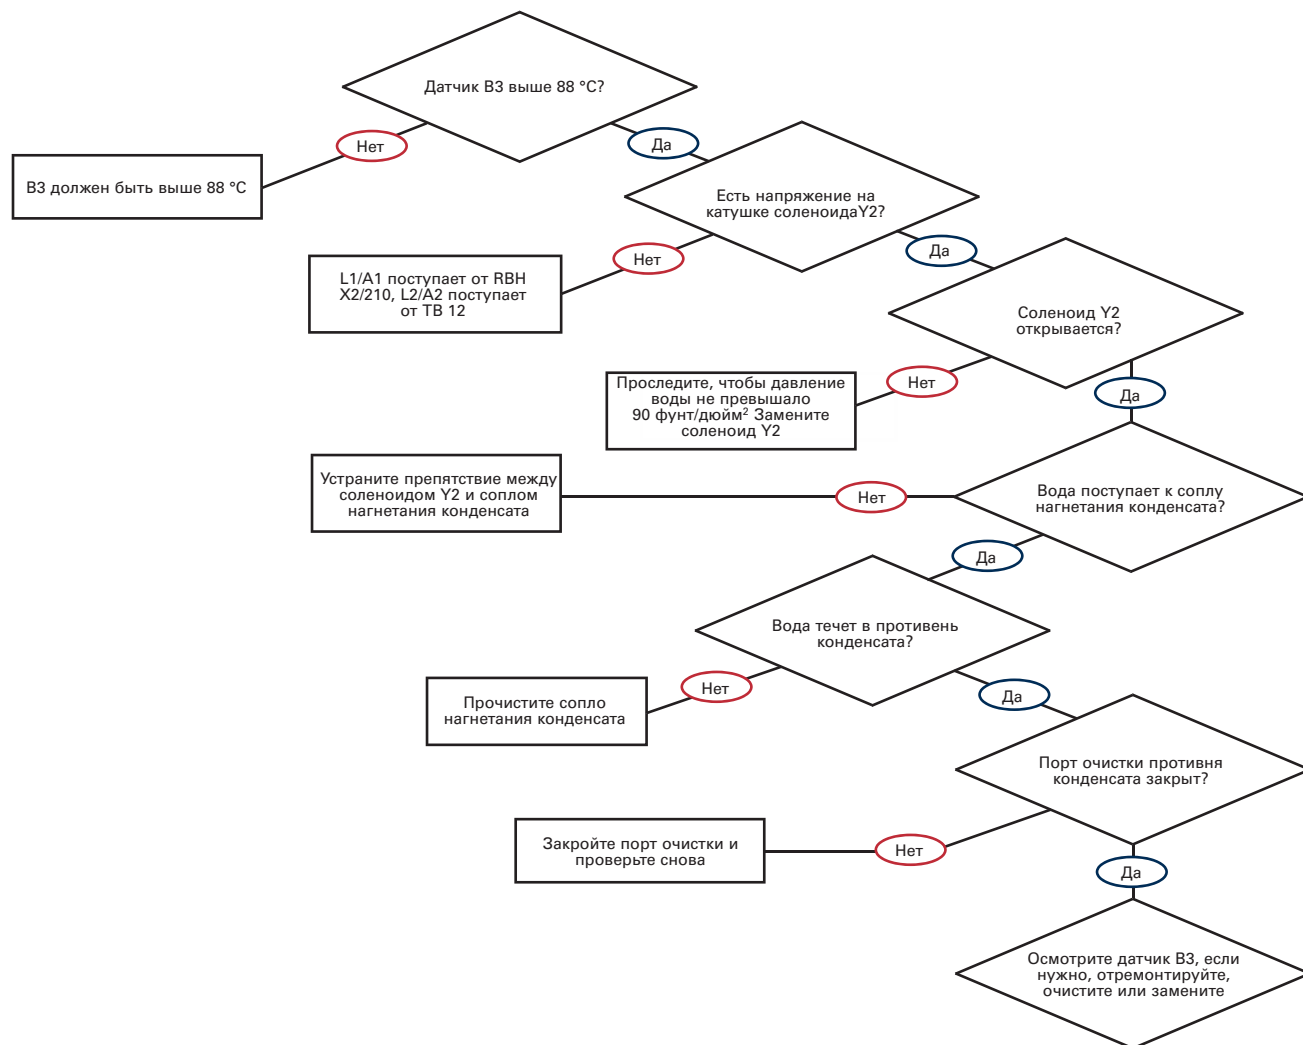 Датчик B3 выше 88 °C?
Нет
Да
B3 должен быть выше 88 °C
Есть напряжение на
катушке соленоидаY2?
Нет
Да
L1/A1 поступает от RBH
X2/210, L2/A2 поступает
от TB 12
Соленоид Y2
открывается?
Нет
Да
Проследите, чтобы давление
воды не превышало
90 фунт/дюйм² Замените
соленоид Y2
Устраните препятствие между
соленоидом Y2 и соплом
нагнетания конденсата
Нет
Вода поступает к соплу
нагнетания конденсата?
Да
Вода течет в противень
конденсата?
Нет
Да
Прочистите сопло
нагнетания конденсата
Порт очистки противня
конденсата закрыт?
Закройте порт очистки и
проверьте снова
Нет
Да
Осмотрите датчик B3, если
нужно, отремонтируйте,
очистите или замените